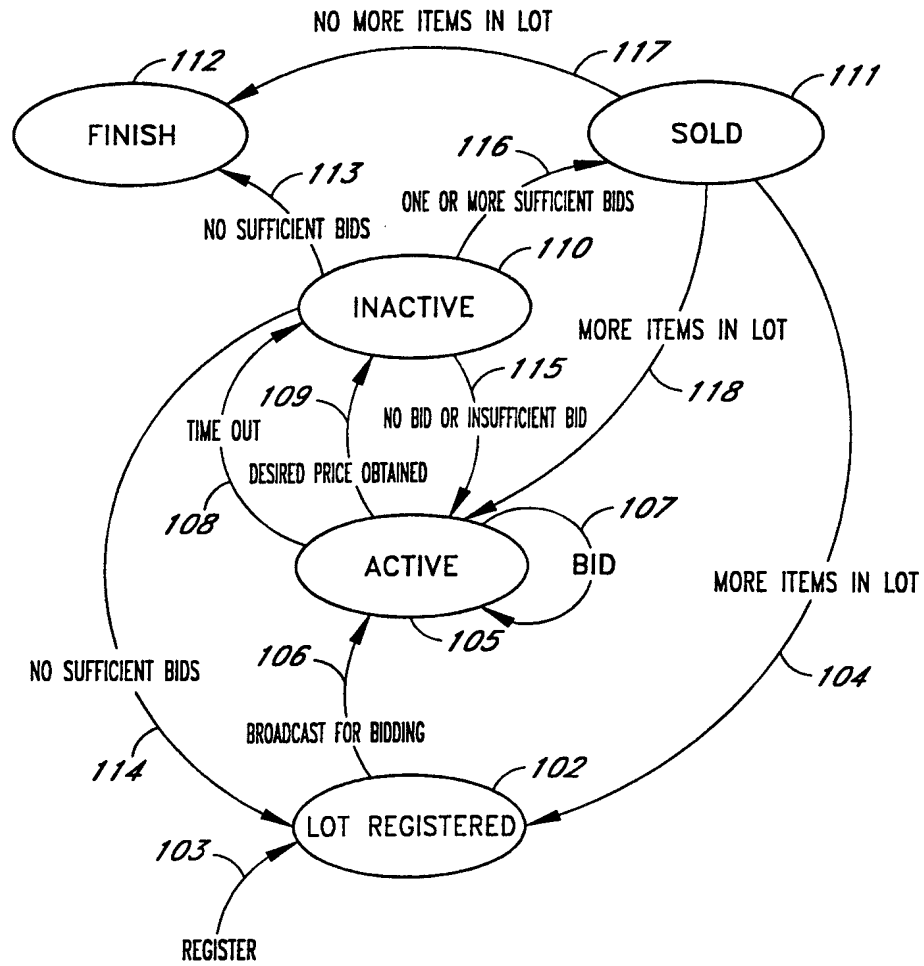 NO MORE ITEMS IN LOT
112
117
111
FINISH
SOLD
116
113
ONE OR MORE SUFFICIENT BIDS
NO SUFFICIENT BIDS
110
INACTIVE
MORE ITEMS IN LOT
115
109
118
TIME OUT
NO BID OR INSUFFICIENT BID
DESIRED PRICE OBTAINED
108
107
ACTIVE
BID
MORE ITEMS IN LOT
105
106
NO SUFFICIENT BIDS
104
BROADCAST FOR BIDDING
114
102
LOT REGISTERED
103
REGISTER